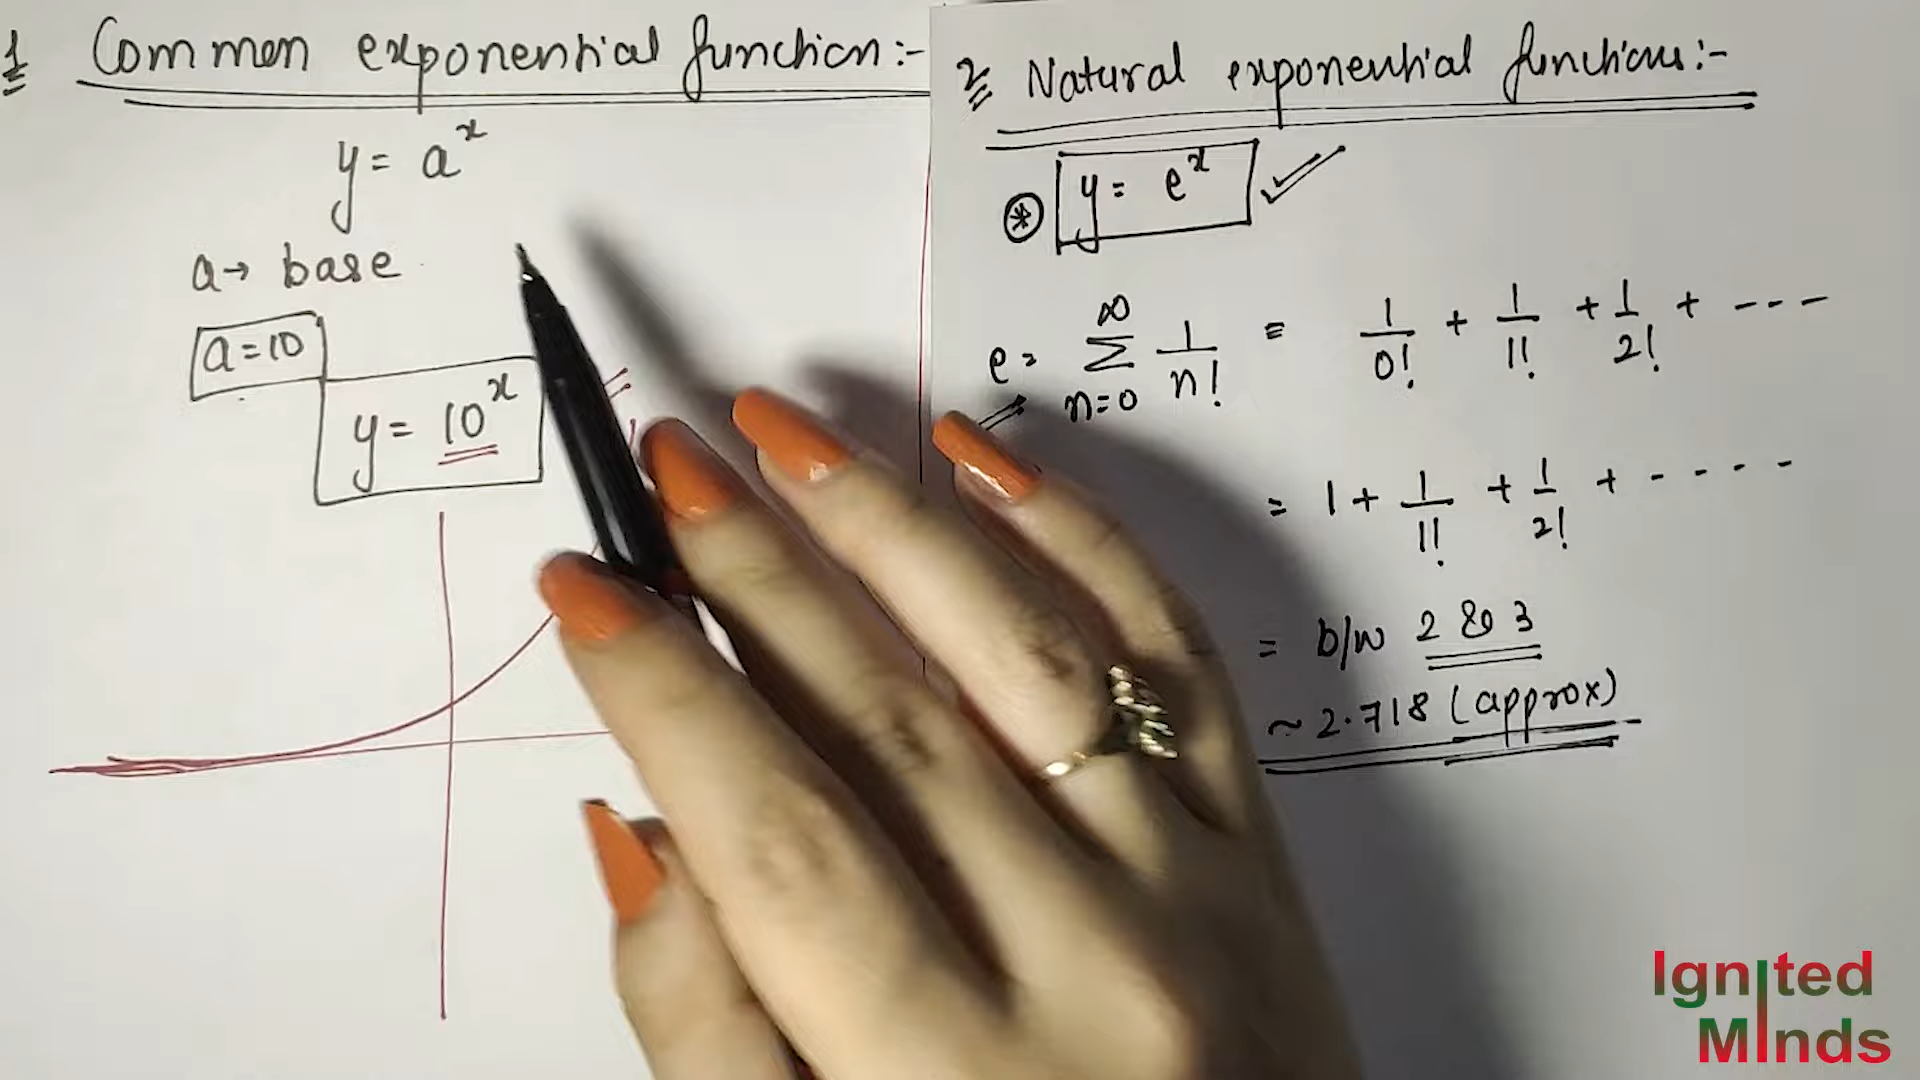 1 Common exponential function:-
y = a^x
a → base
a = 10
y = 10^x
2 Natural exponential functions:-
⊛ y = e^x ✓
e = ∞ Σ n=0 1/n! = 1/0! + 1/1! + 1/2! + ---
= 1 + 1/1! + 1/2! + ----
= b/w 2 & 3
~ 2.718 (approx)
Ignited
Minds